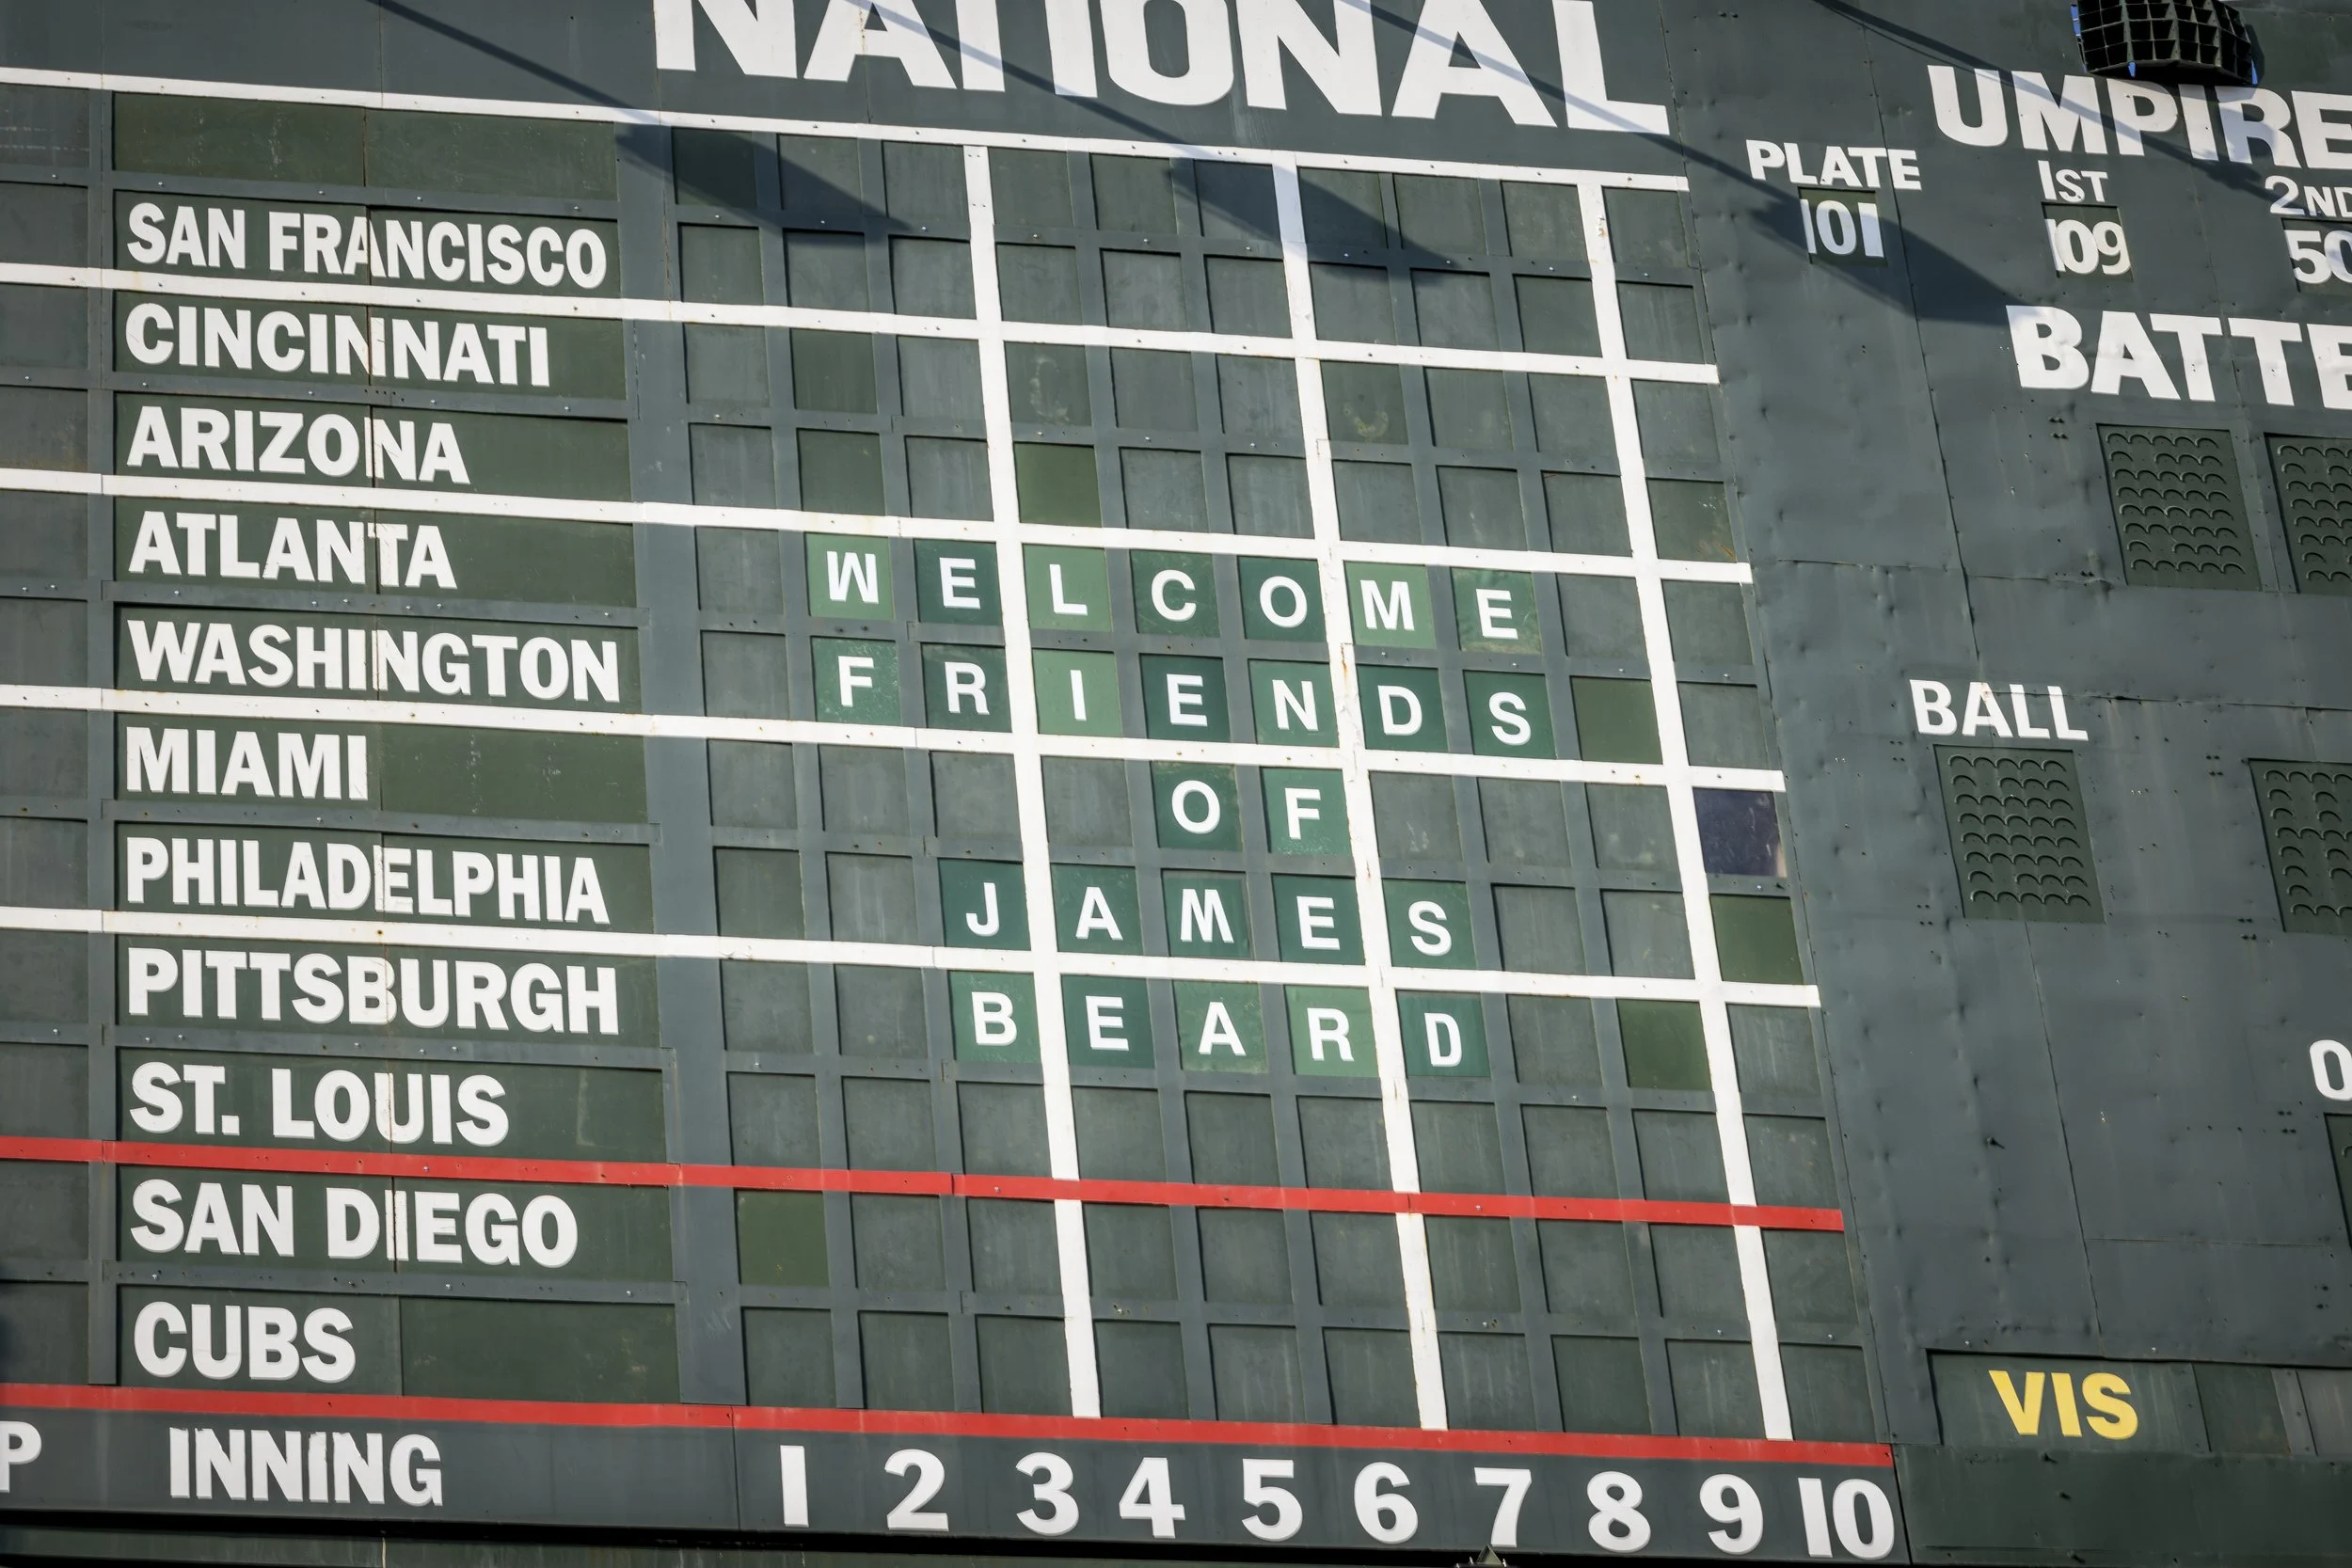 NATIONAL
UMPIRE
PLATE 1ST 2ND
101 109 50
BATTE
SAN FRANCISCO
CINCINNATI
ARIZONA
ATLANTA WELCOME
WASHINGTON FRIENDS
BALL
MIAMI OF
PHILADELPHIA JAMES
PITTSBURGH BEARD
ST. LOUIS
O
SAN DIEGO
CUBS
VIS
P INNING 1 2 3 4 5 6 7 8 9 10